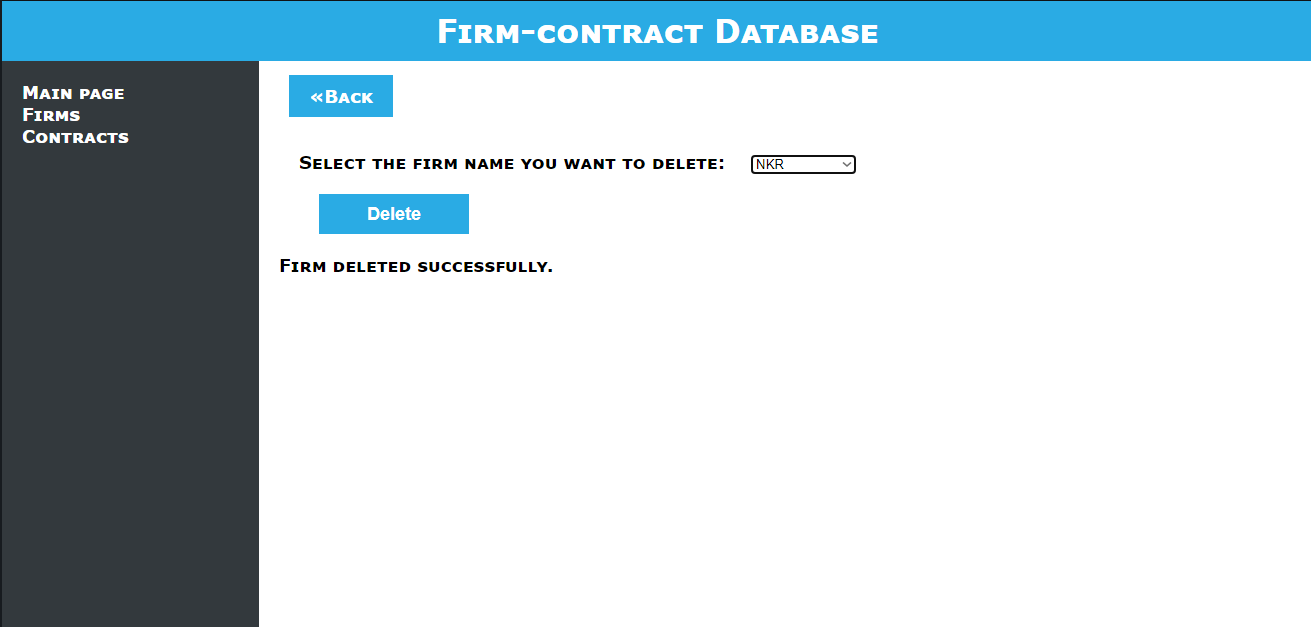 Firm-contract Database
Main page
Firms
Contracts
«Back
Select the firm name you want to delete: NKR
Delete
Firm deleted successfully.